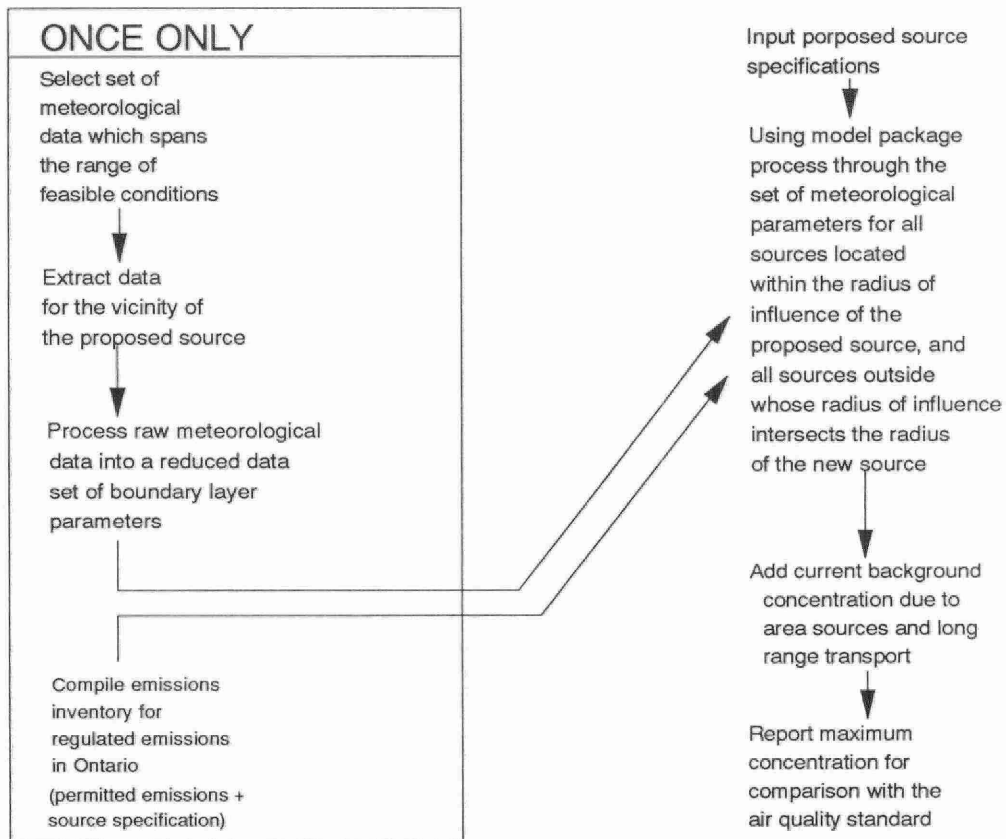 ONCE ONLY
Select set of
meteorological
data which spans
the range of
feasible conditions
Extract data
for the vicinity of
the proposed source
Process raw meteorological
data into a reduced data
set of boundary layer
parameters
Compile emissions
inventory for
regulated emissions
in Ontario
(permitted emissions +
source specification)
Input porposed source
specifications
Using model package
process through the
set of meteorological
parameters for all
sources located
within the radius of
influence of the
proposed source, and
all sources outside
whose radius of influence
intersects the radius
of the new source
Add current background
concentration due to
area sources and long
range transport
Report maximum
concentration for
comparison with the
air quality standard